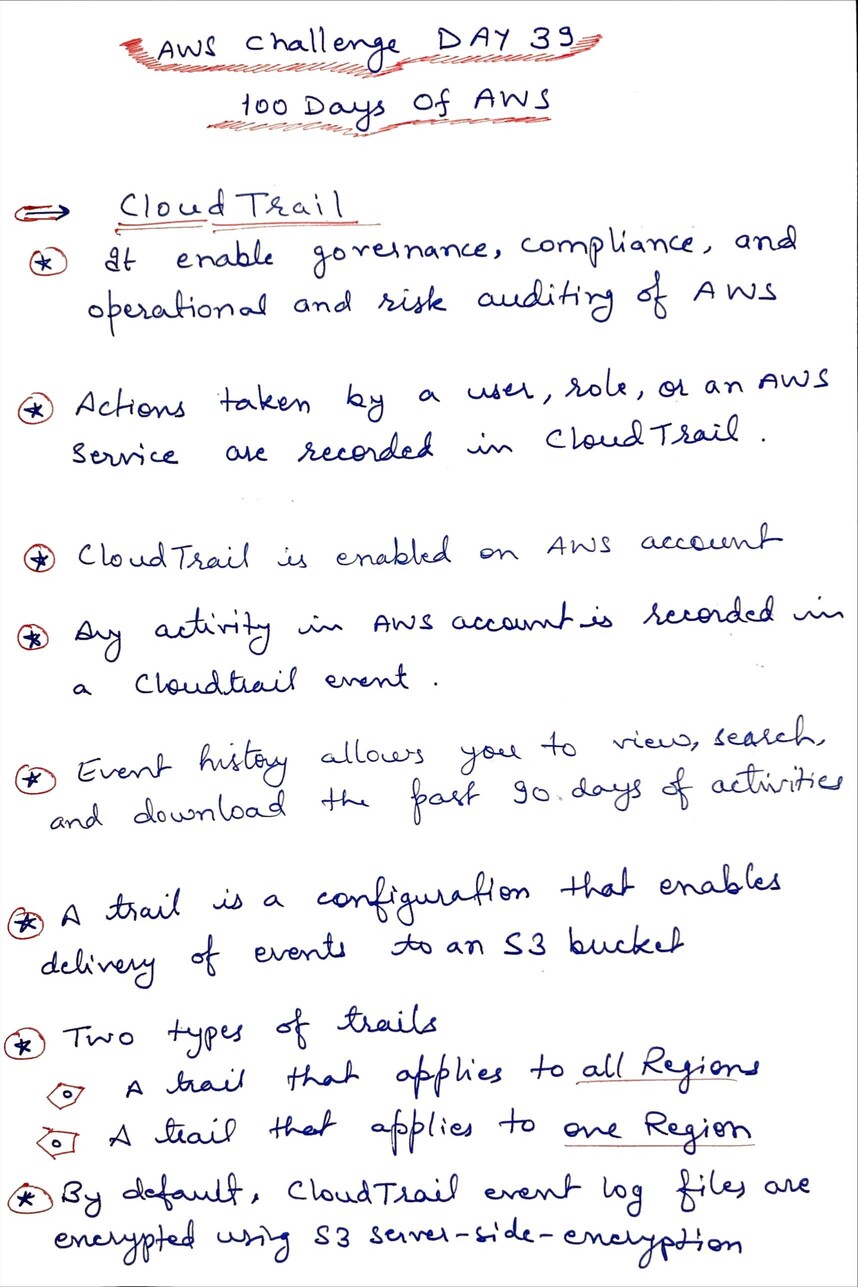 AWS Challenge DAY 39
100 Days Of AWS
CloudTrail
It enable governance, compliance, and
operational and risk auditing of AWS
Actions taken by a user, role, or an AWS
Service are recorded in CloudTrail .
CloudTrail is enabled on AWS account
Any activity in AWS account is recorded in
a Cloudtrail event .
Event history allows you to view, search,
and download the past 90 days of activities
A trail is a configuration that enables
delivery of events to an S3 bucket
Two types of trails
A trail that applies to all Regions
A trail that applies to one Region
By default, CloudTrail event log files are
encrypted using S3 server-side-encryption